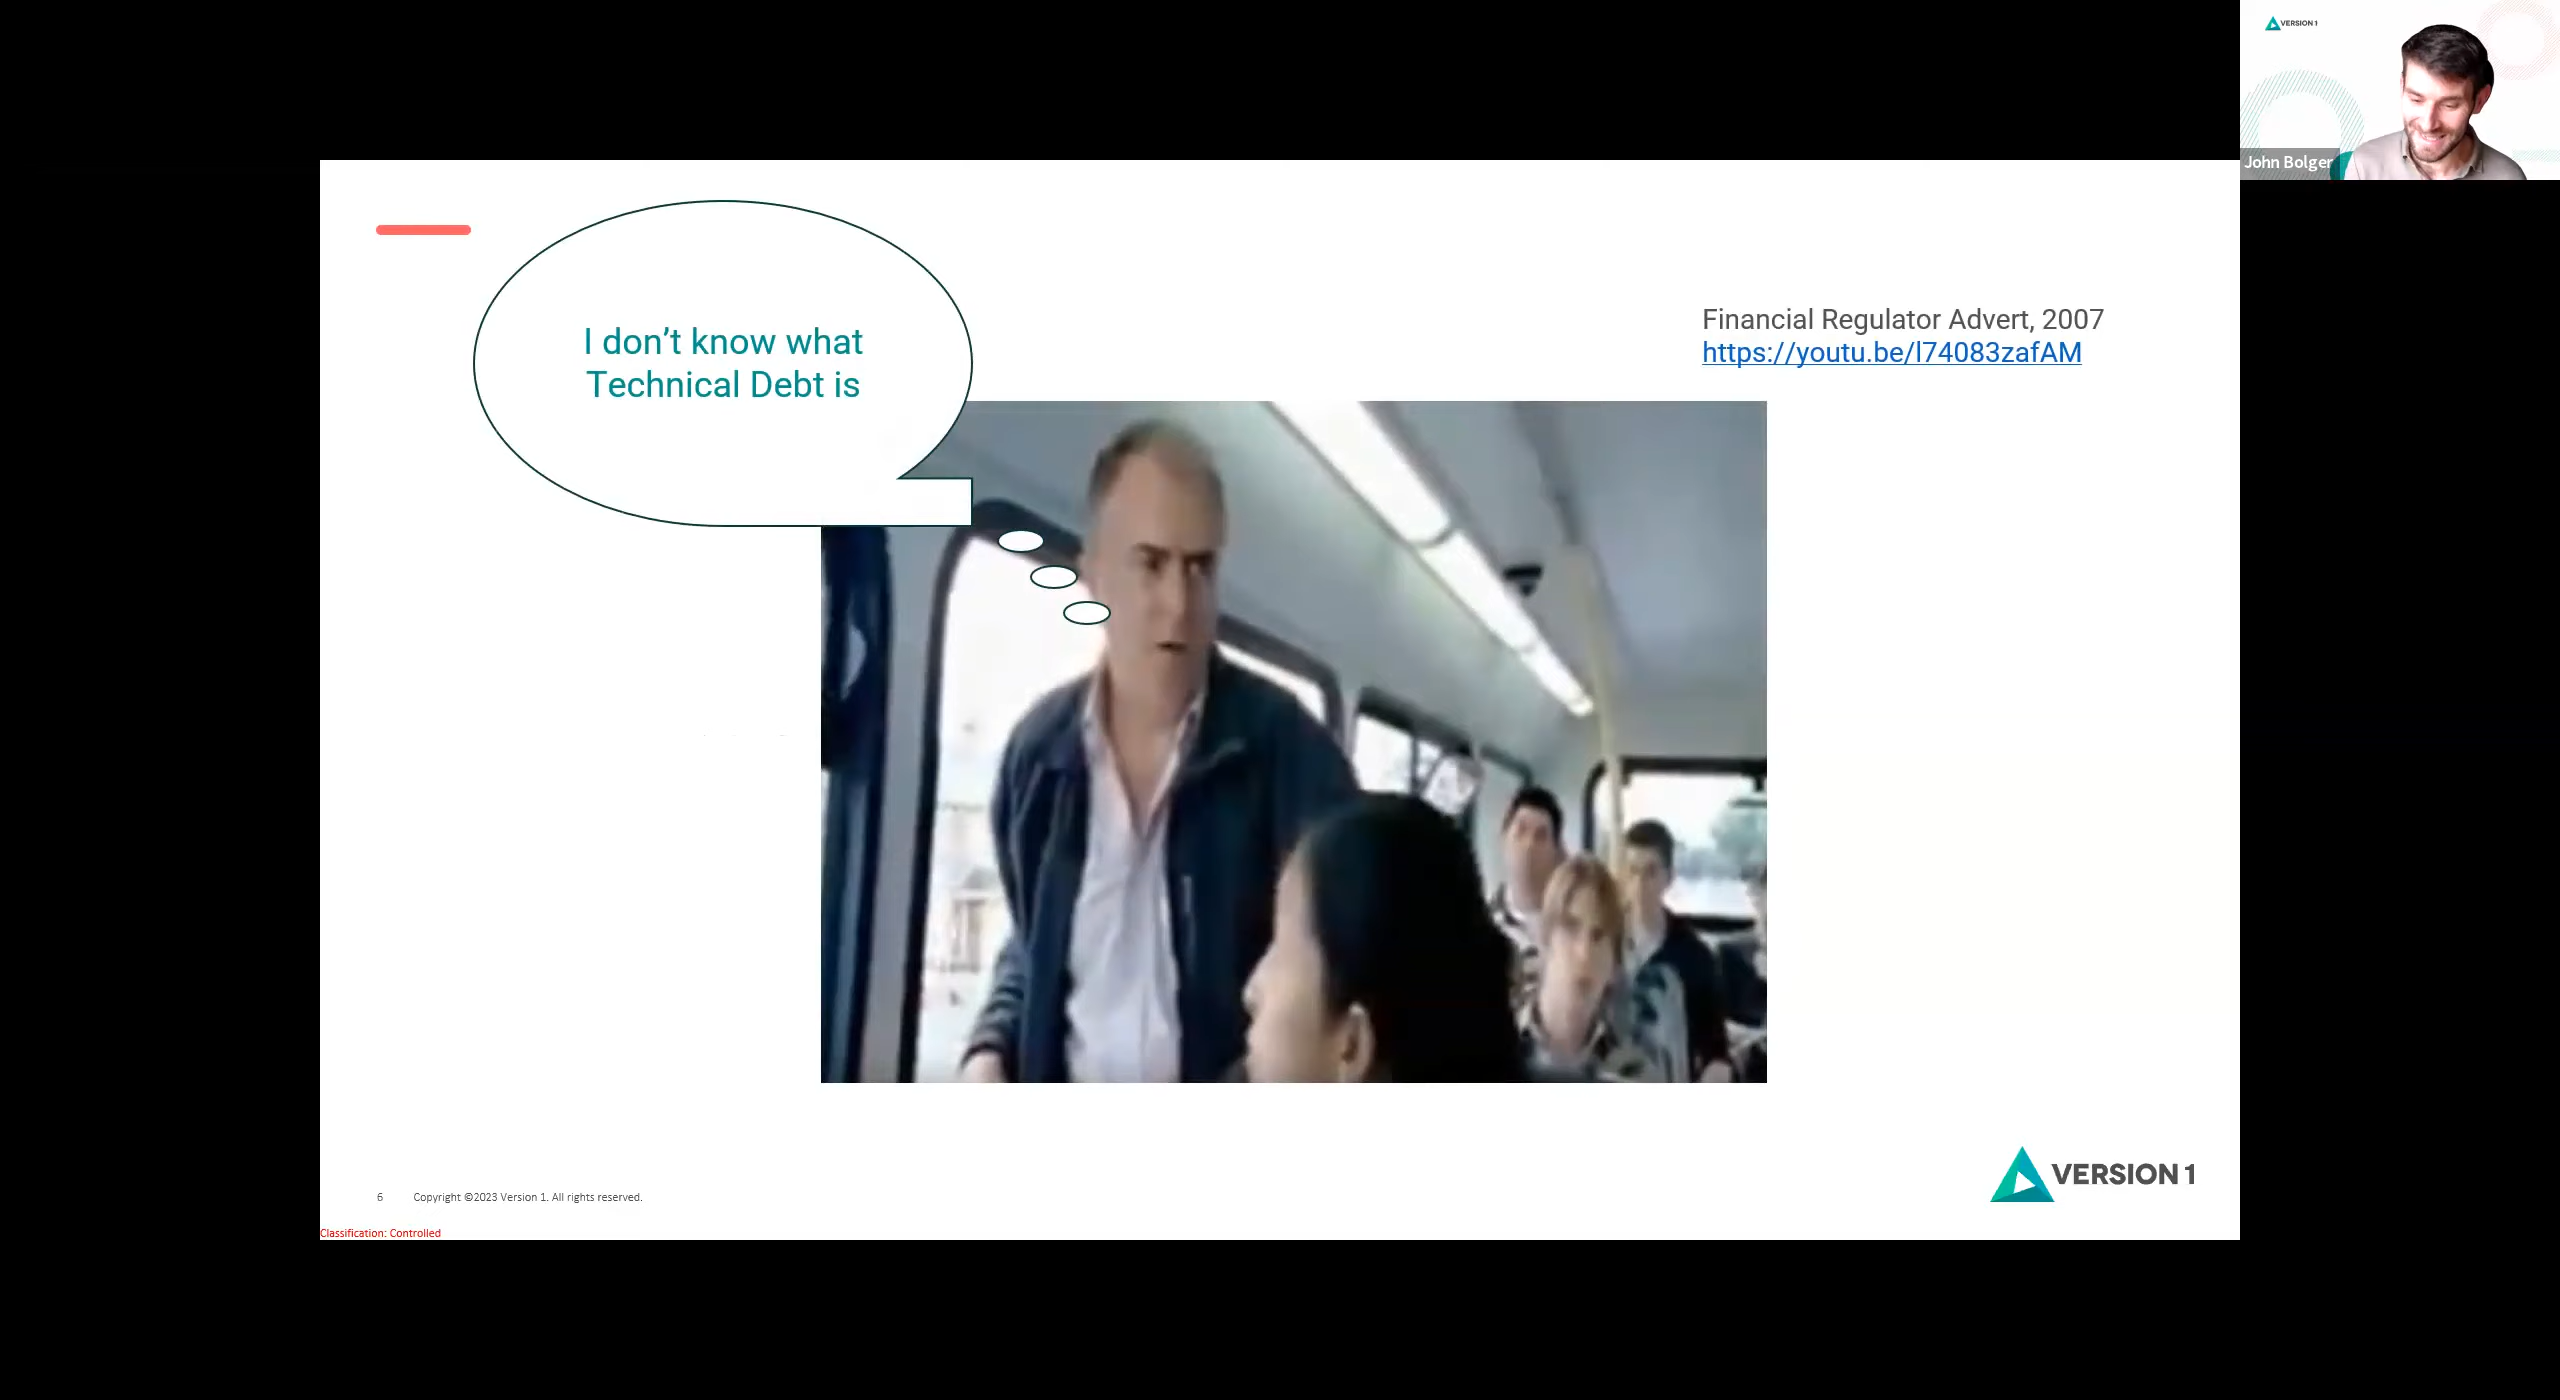 VERSION 1
John Bolger
I don’t know what
Technical Debt is
Financial Regulator Advert, 2007
https://youtu.be/l74083zafAM
6 Copyright ©2023 Version 1. All rights reserved.
VERSION 1
Classification: Controlled